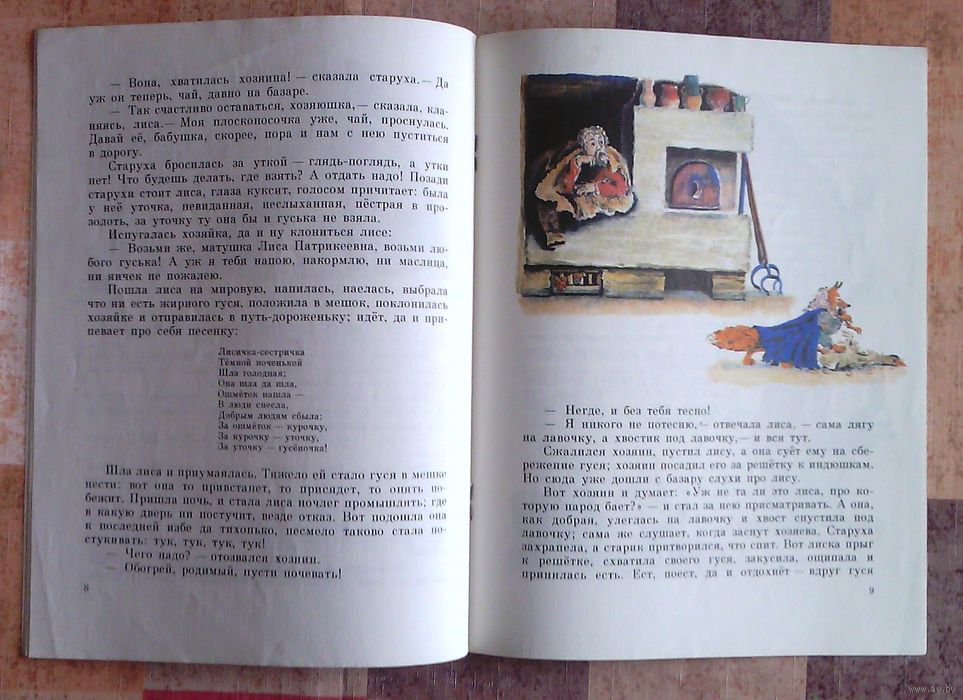 — Вона, хватилась хозяина! — сказала старуха. — Да
уж он теперь, чай, давно на базаре.
— Так счастливо оставаться, хозяюшка, — сказала, кла-
няясь, лиса. — Моя плосконосочка уже, чай, проснулась.
Давай её, бабушка, скорее, пора и нам с нею пуститься
в дорогу.
Старуха бросилась за уткой — глядь-поглядь, а утки
нет! Что будешь делать, где взять? А отдать надо! Позади
старухи стоит лиса, глаза куксит, голосом причитает: была
у неё уточка, невиданная, неслыханная, пёстрая в про-
золоть, за уточку ту она бы и гуська не взяла.
Испугалась хозяйка, да и ну клониться лисе:
— Возьми же, матушка Лиса Патрикеевна, возьми лю-
бого гуська! А уж я тебя напою, накормлю, ни маслица,
ни яичек не пожалею.
Пошла лиса на мировую, напилась, наелась, выбрала
что ни есть жирного гуся, положила в мешок, поклонилась
хозяйке и отправилась в путь-дороженьку; идёт, да и при-
певает про себя песенку:
Лисичка-сестричка
Тёмной ноченькой
Шла голодная;
Она шла да шла,
Ошмёток нашла —
В люди снесла,
Добрым людям сбыла:
За ошмёток — курочку,
За курочку — уточку,
За уточку — гусёночка!
Шла лиса и приумаялась. Тяжело ей стало гуся в мешке
нести: вот она то привстанет, то присядет, то опять по-
бежит. Пришла ночь, и стала лиса ночлег промышлять; где
в какую дверь ни постучит, везде отказ. Вот подошла она
к последней избе да тихонько, несмело таково стала по-
стукивать: тук, тук, тук, тук!
— Чего надо? — отозвался хозяин.
— Обогрей, родимый, пусти ночевать!
8
— Негде, и без тебя тесно!
— Я никого не потесню, — отвечала лиса, — сама лягу
на лавочку, а хвостик под лавочку, — и вся тут.
Сжалился хозяин, пустил лису, а она суёт ему на сбе-
режение гуся; хозяин посадил его за решётку к индюшкам.
Но сюда уже дошли с базару слухи про лису.
Вот хозяин и думает: «Уж не та ли это лиса, про ко-
торую народ бает?» — и стал за нею присматривать. А она,
как добрая, улеглась на лавочку и хвост спустила под
лавочку; сама же слушает, когда заснут хозяева. Старуха
захрапела, а старик притворился, что спит. Вот лиска прыг
к решётке, схватила своего гуся, закусила, ощипала и
принялась есть. Ест, поест, да и отдохнёт — вдруг гуся
9
www.ay.by